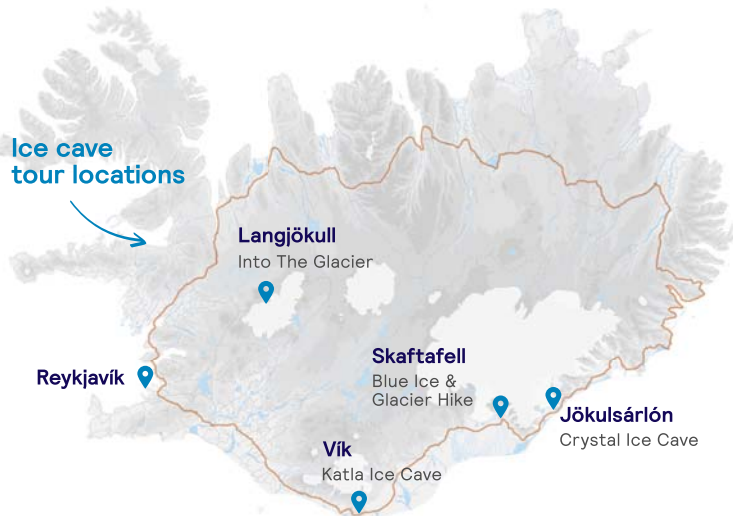 Ice cave
tour locations
Langjökull
Into The Glacier
Reykjavík
Skaftafell
Blue Ice &
Glacier Hike
Jökulsárlón
Crystal Ice Cave
Vík
Katla Ice Cave